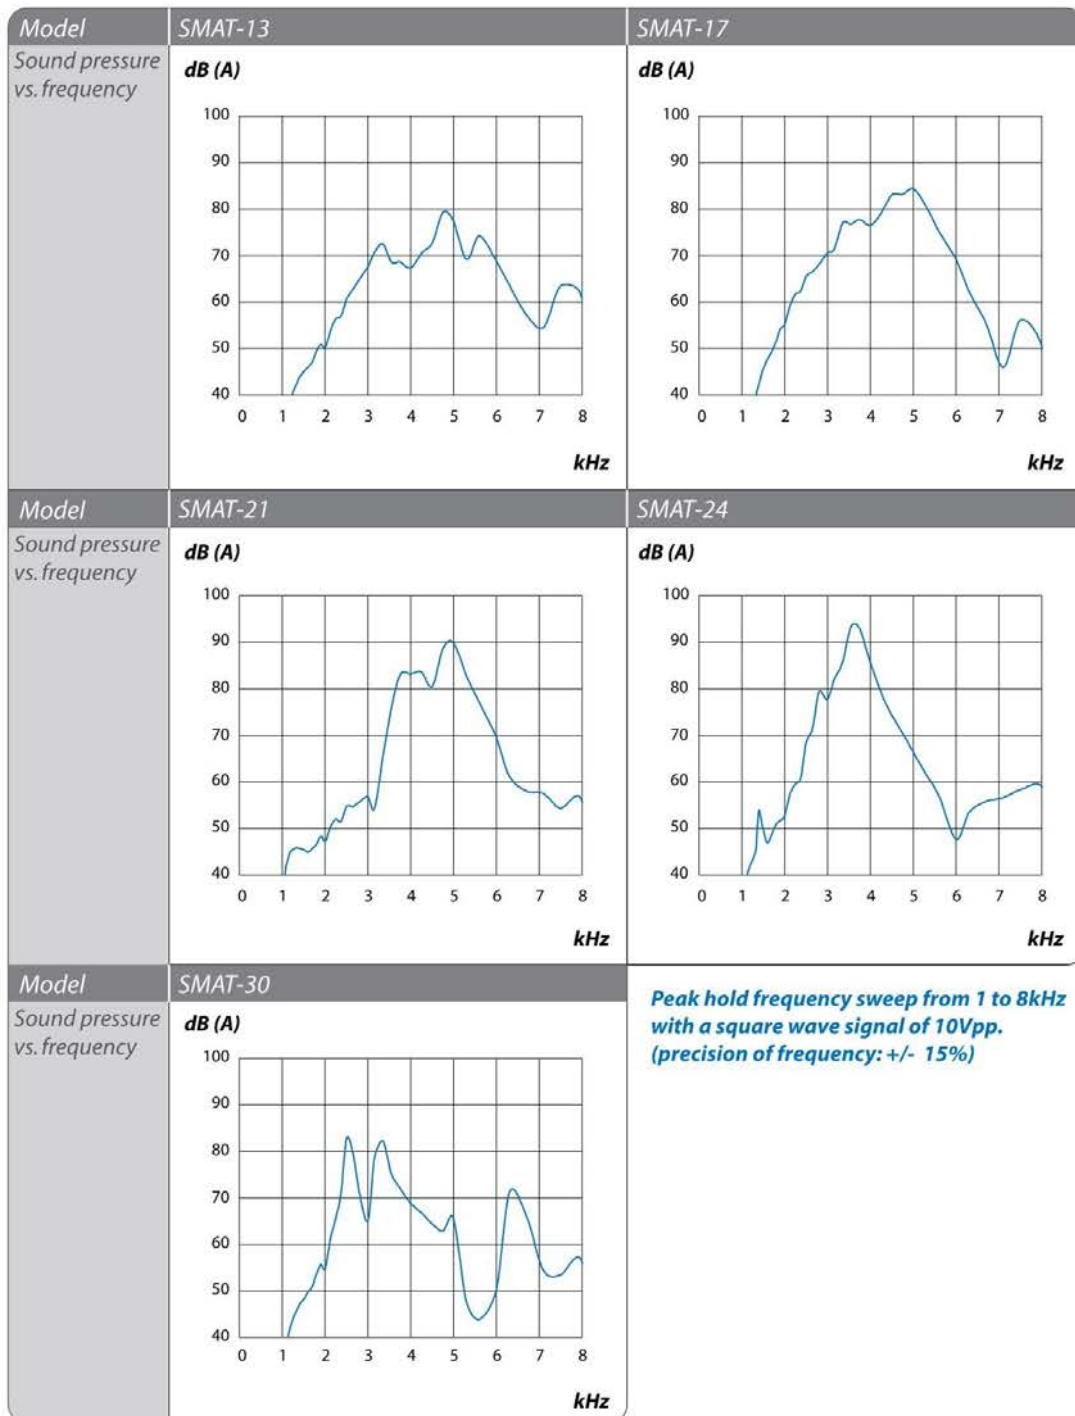 Model SMAT-13 SMAT-17
Sound pressure
vs. frequency
dB (A) dB (A)
100 100
90 90
80 80
70 70
60 60
50 50
40 40
0 1 2 3 4 5 6 7 8 0 1 2 3 4 5 6 7 8
kHz kHz
Model SMAT-21 SMAT-24
Sound pressure
vs. frequency
dB (A) dB (A)
100 100
90 90
80 80
70 70
60 60
50 50
40 40
0 1 2 3 4 5 6 7 8 0 1 2 3 4 5 6 7 8
kHz kHz
Model SMAT-30
Sound pressure
vs. frequency
dB (A)
100
90
80
70
60
50
40
0 1 2 3 4 5 6 7 8
kHz
Peak hold frequency sweep from 1 to 8kHz
with a square wave signal of 10Vpp.
(precision of frequency: +/- 15%)